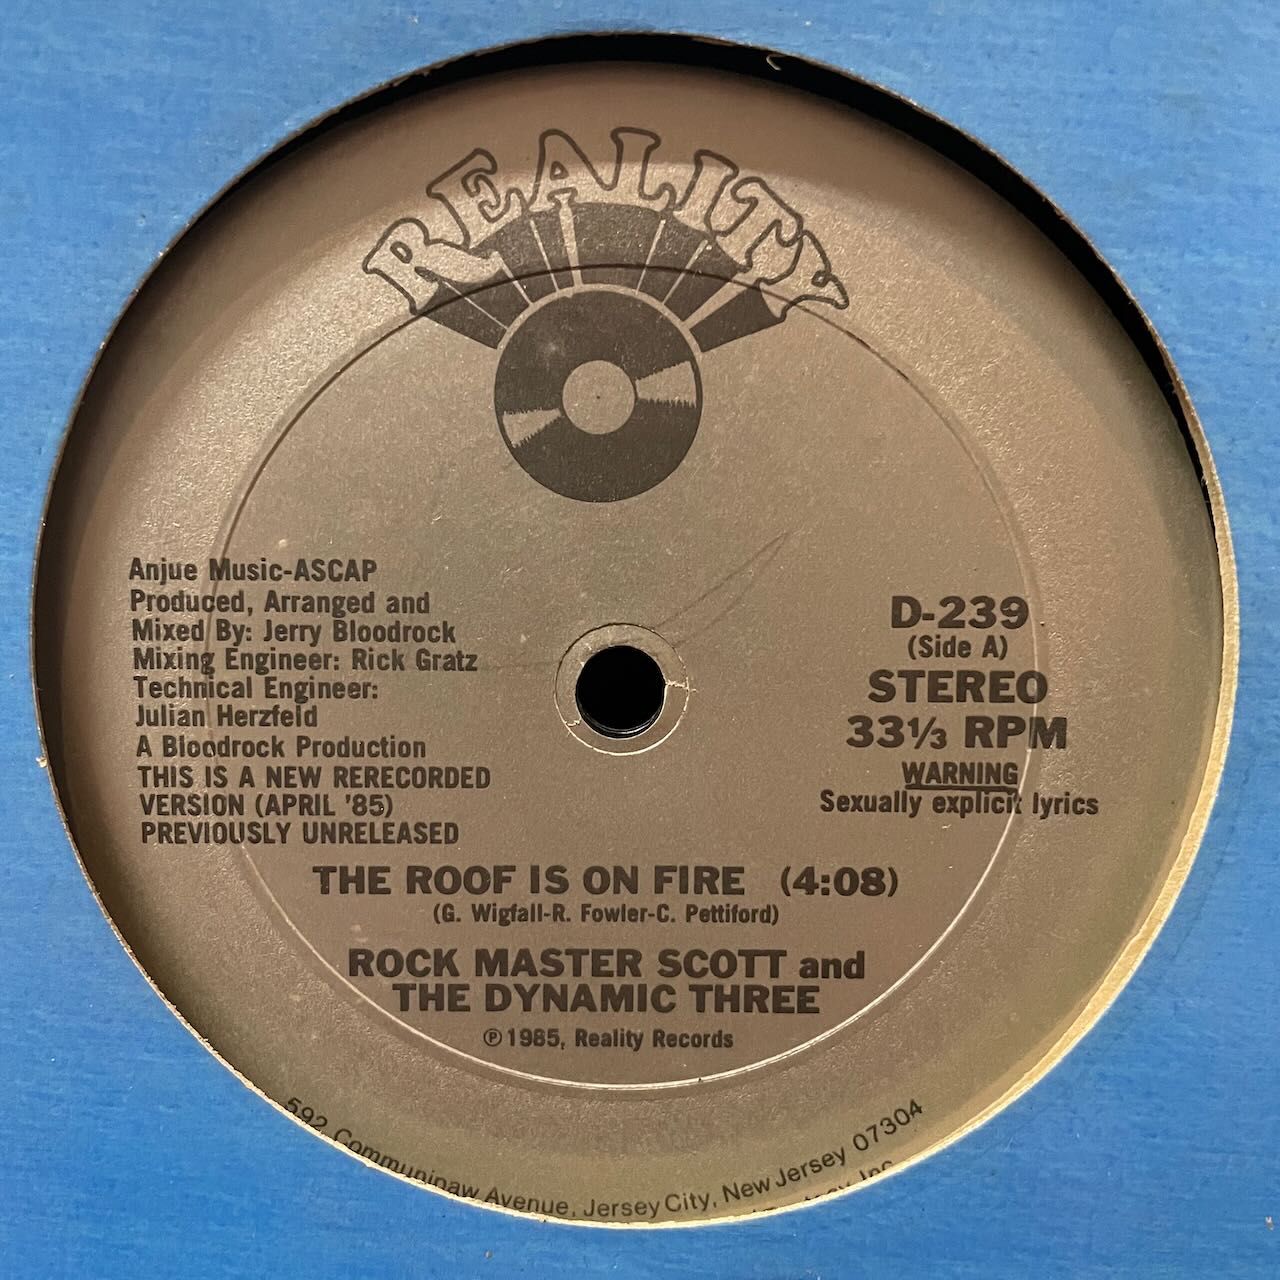 REALITY
Anjue Music-ASCAP
Produced, Arranged and
Mixed By: Jerry Bloodrock
Mixing Engineer: Rick Gratz
Technical Engineer:
Julian Herzfeld
A Bloodrock Production
THIS IS A NEW RERECORDED
VERSION (APRIL '85)
PREVIOUSLY UNRELEASED
D-239
(Side A)
STEREO
33⅓ RPM
WARNING
Sexually explicit lyrics
THE ROOF IS ON FIRE (4:08)
(G. Wigfall-R. Fowler-C. Pettiford)
ROCK MASTER SCOTT and
THE DYNAMIC THREE
℗ 1985, Reality Records
592 Communipaw Avenue, Jersey City, New Jersey 07304
Inc